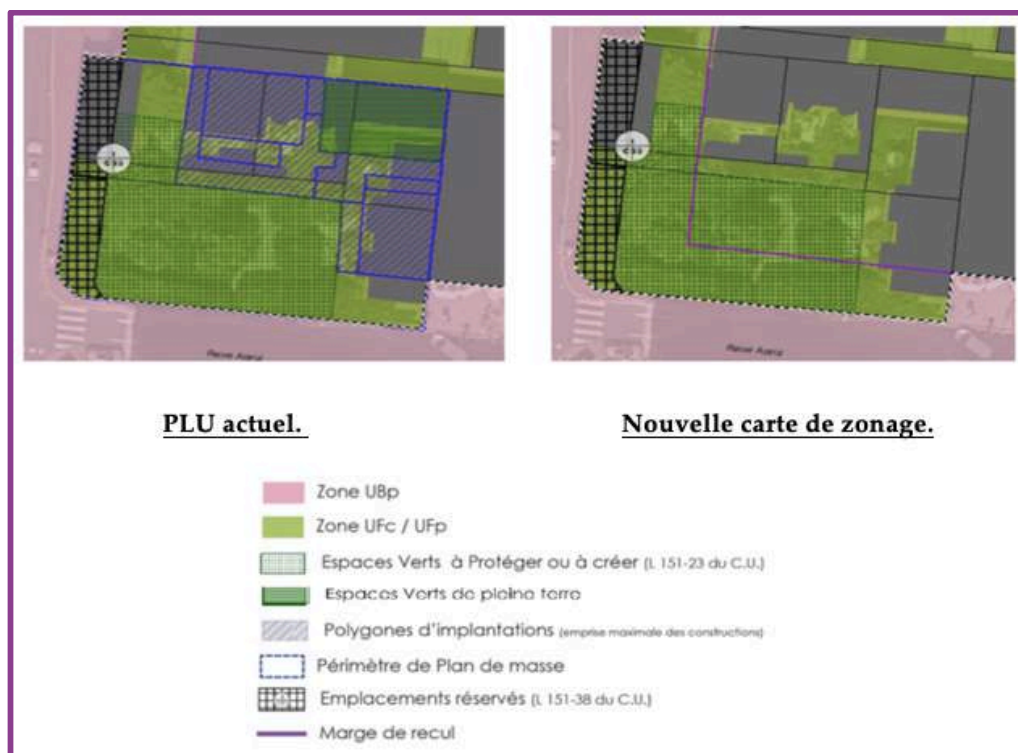 PLU actuel.
Nouvelle carte de zonage.
Zone UBp
Zone UFc / UFp
Espaces Verts à Protéger ou à créer (L 151-23 du C.U.)
Espaces Verts de pleine terre
Polygones d'implantations (emprise maximale des constructions)
Périmètre de Plan de masse
Emplacements réservés (L 151-38 du C.U.)
Marge de recul